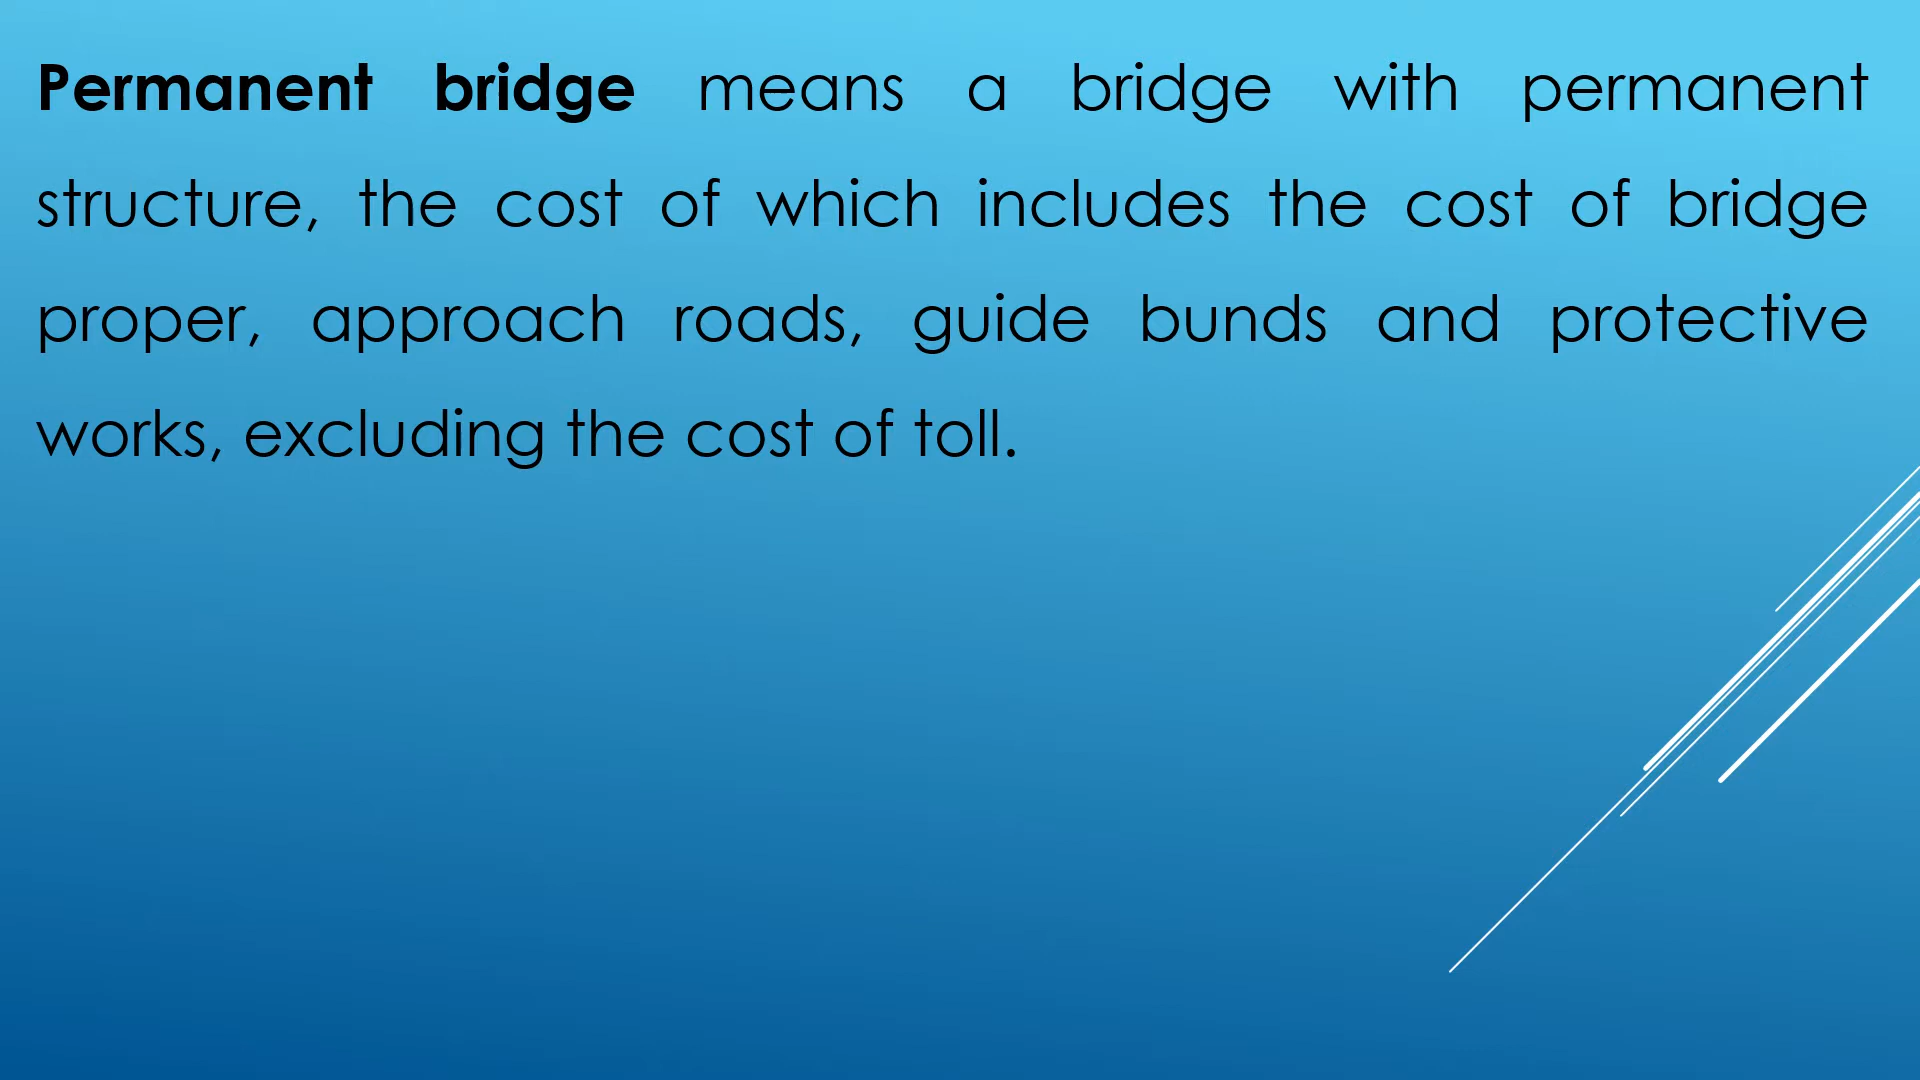 Permanent bridge means a bridge with permanent
structure, the cost of which includes the cost of bridge
proper, approach roads, guide bunds and protective
works, excluding the cost of toll.